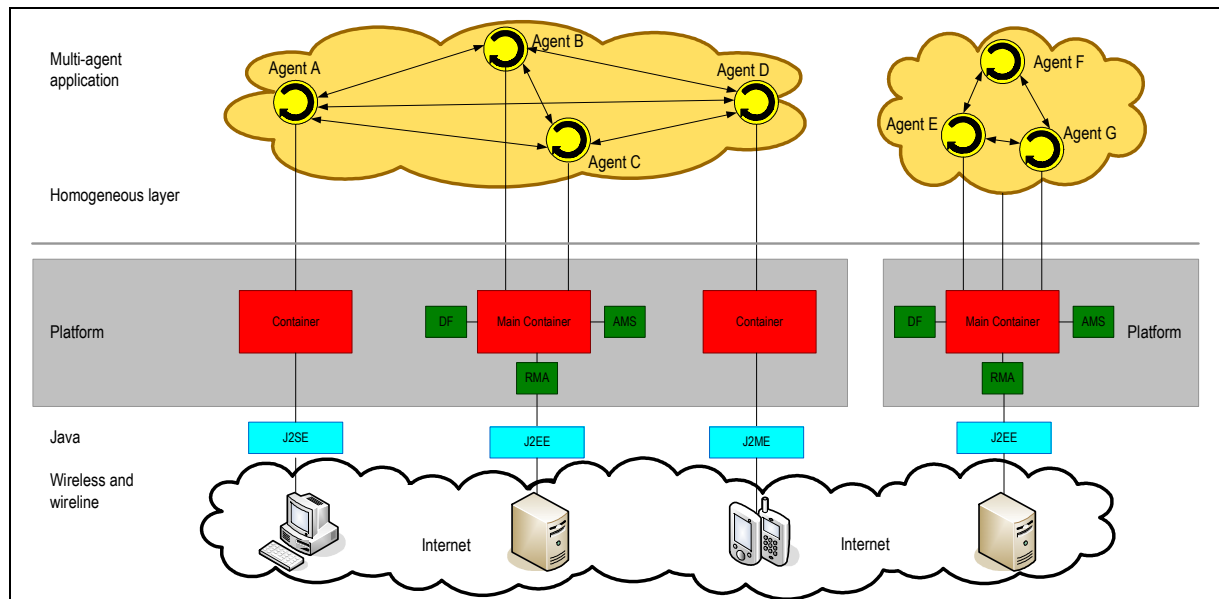 Multi-agent
application
Agent A
Agent B
Agent D
Agent C
Agent F
Agent E
Agent G
Homogeneous layer
Platform
Container
DF
Main Container
AMS
RMA
Container
DF
Main Container
AMS
RMA
Platform
Java
J2SE
J2EE
J2ME
J2EE
Wireless and
wireline
Internet
Internet